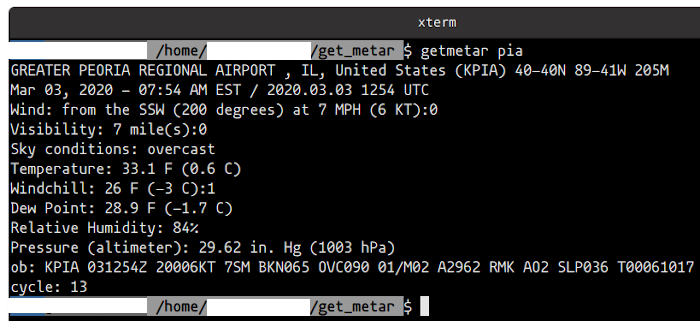 xterm
/home/ /get_metar $ getmetar pia
GREATER PEORIA REGIONAL AIRPORT , IL, United States (KPIA) 40-40N 89-41W 205M
Mar 03, 2020 - 07:54 AM EST / 2020.03.03 1254 UTC
Wind: from the SSW (200 degrees) at 7 MPH (6 KT):0
Visibility: 7 mile(s):0
Sky conditions: overcast
Temperature: 33.1 F (0.6 C)
Windchill: 26 F (-3 C):1
Dew Point: 28.9 F (-1.7 C)
Relative Humidity: 84%
Pressure (altimeter): 29.62 in. Hg (1003 hPa)
ob: KPIA 031254Z 20006KT 7SM BKN065 OVC090 01/M02 A2962 RMK AO2 SLP036 T00061017
cycle: 13
/home/ /get_metar $